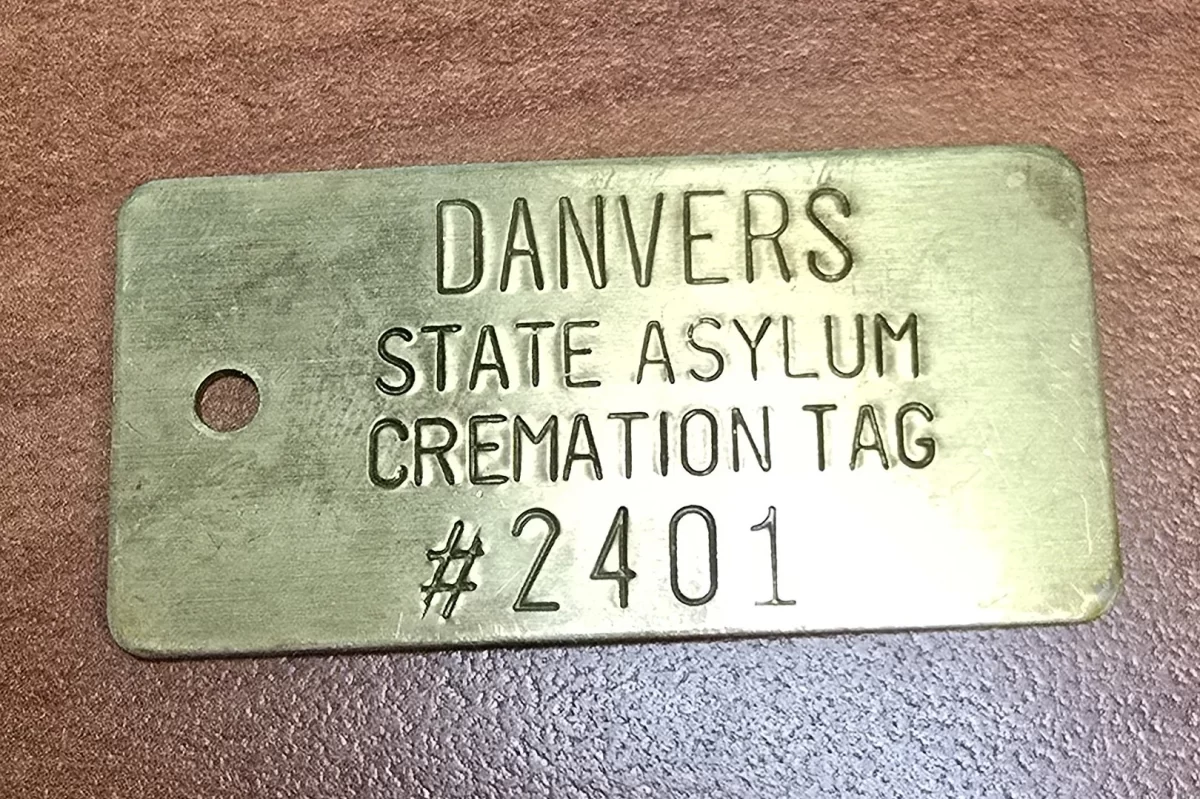 DANVERS
STATE ASYLUM
CREMATION TAG
#2401